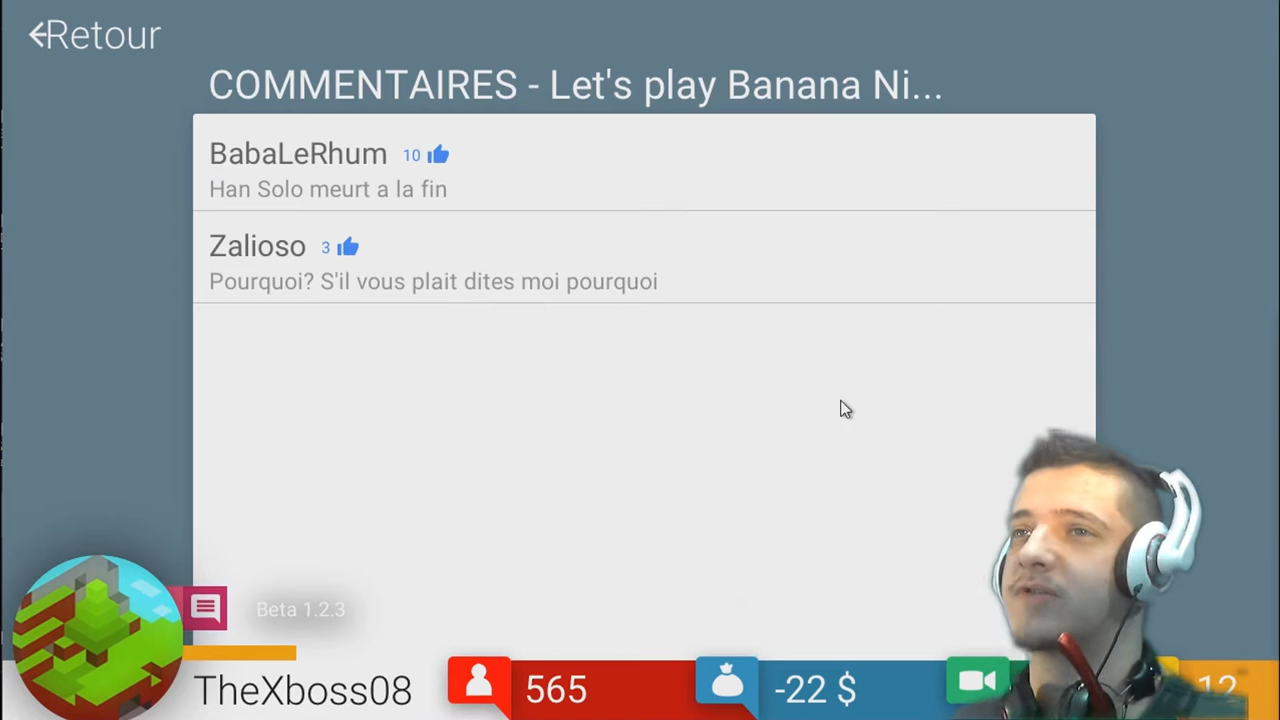 Retour
COMMENTAIRES - Let's play Banana Ni...
BabaLeRhum 10
Han Solo meurt a la fin
Zalioso 3
Pourquoi? S'il vous plait dites moi pourquoi
Beta 1.2.3
TheXboss08 565 -22 $ 12